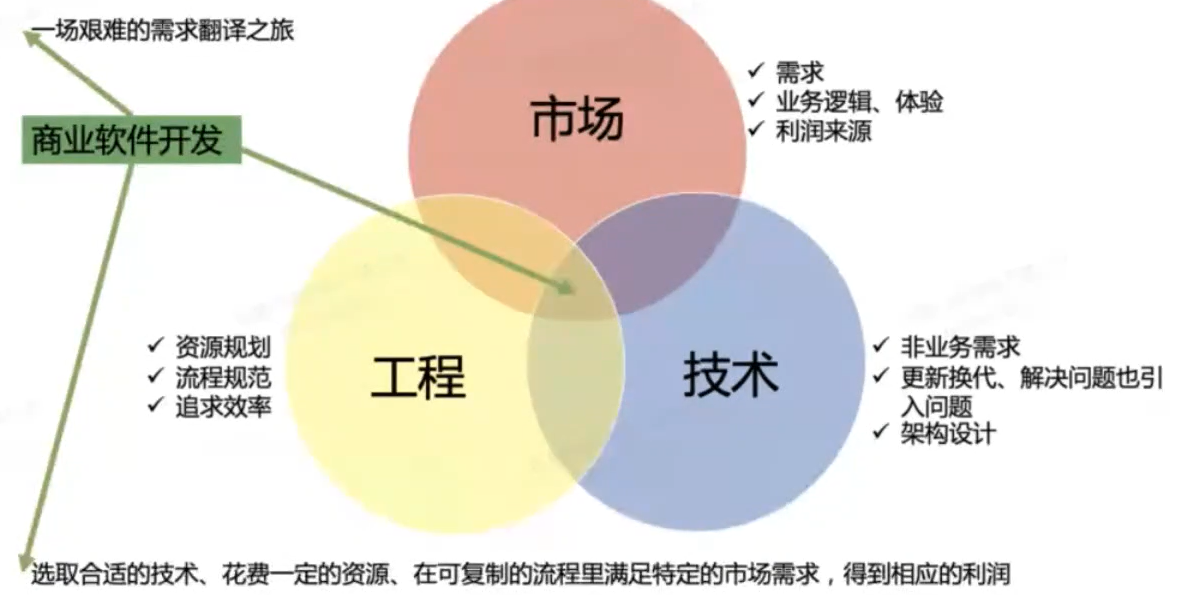 一场艰难的需求翻译之旅
市场
✓ 需求
✓ 业务逻辑、体验
✓ 利润来源
商业软件开发
✓ 资源规划
✓ 流程规范
✓ 追求效率
工程
技术
✓ 非业务需求
✓ 更新换代、解决问题也引
入问题
✓ 架构设计
选取合适的技术、花费一定的资源、在可复制的流程里满足特定的市场需求，得到相应的利润